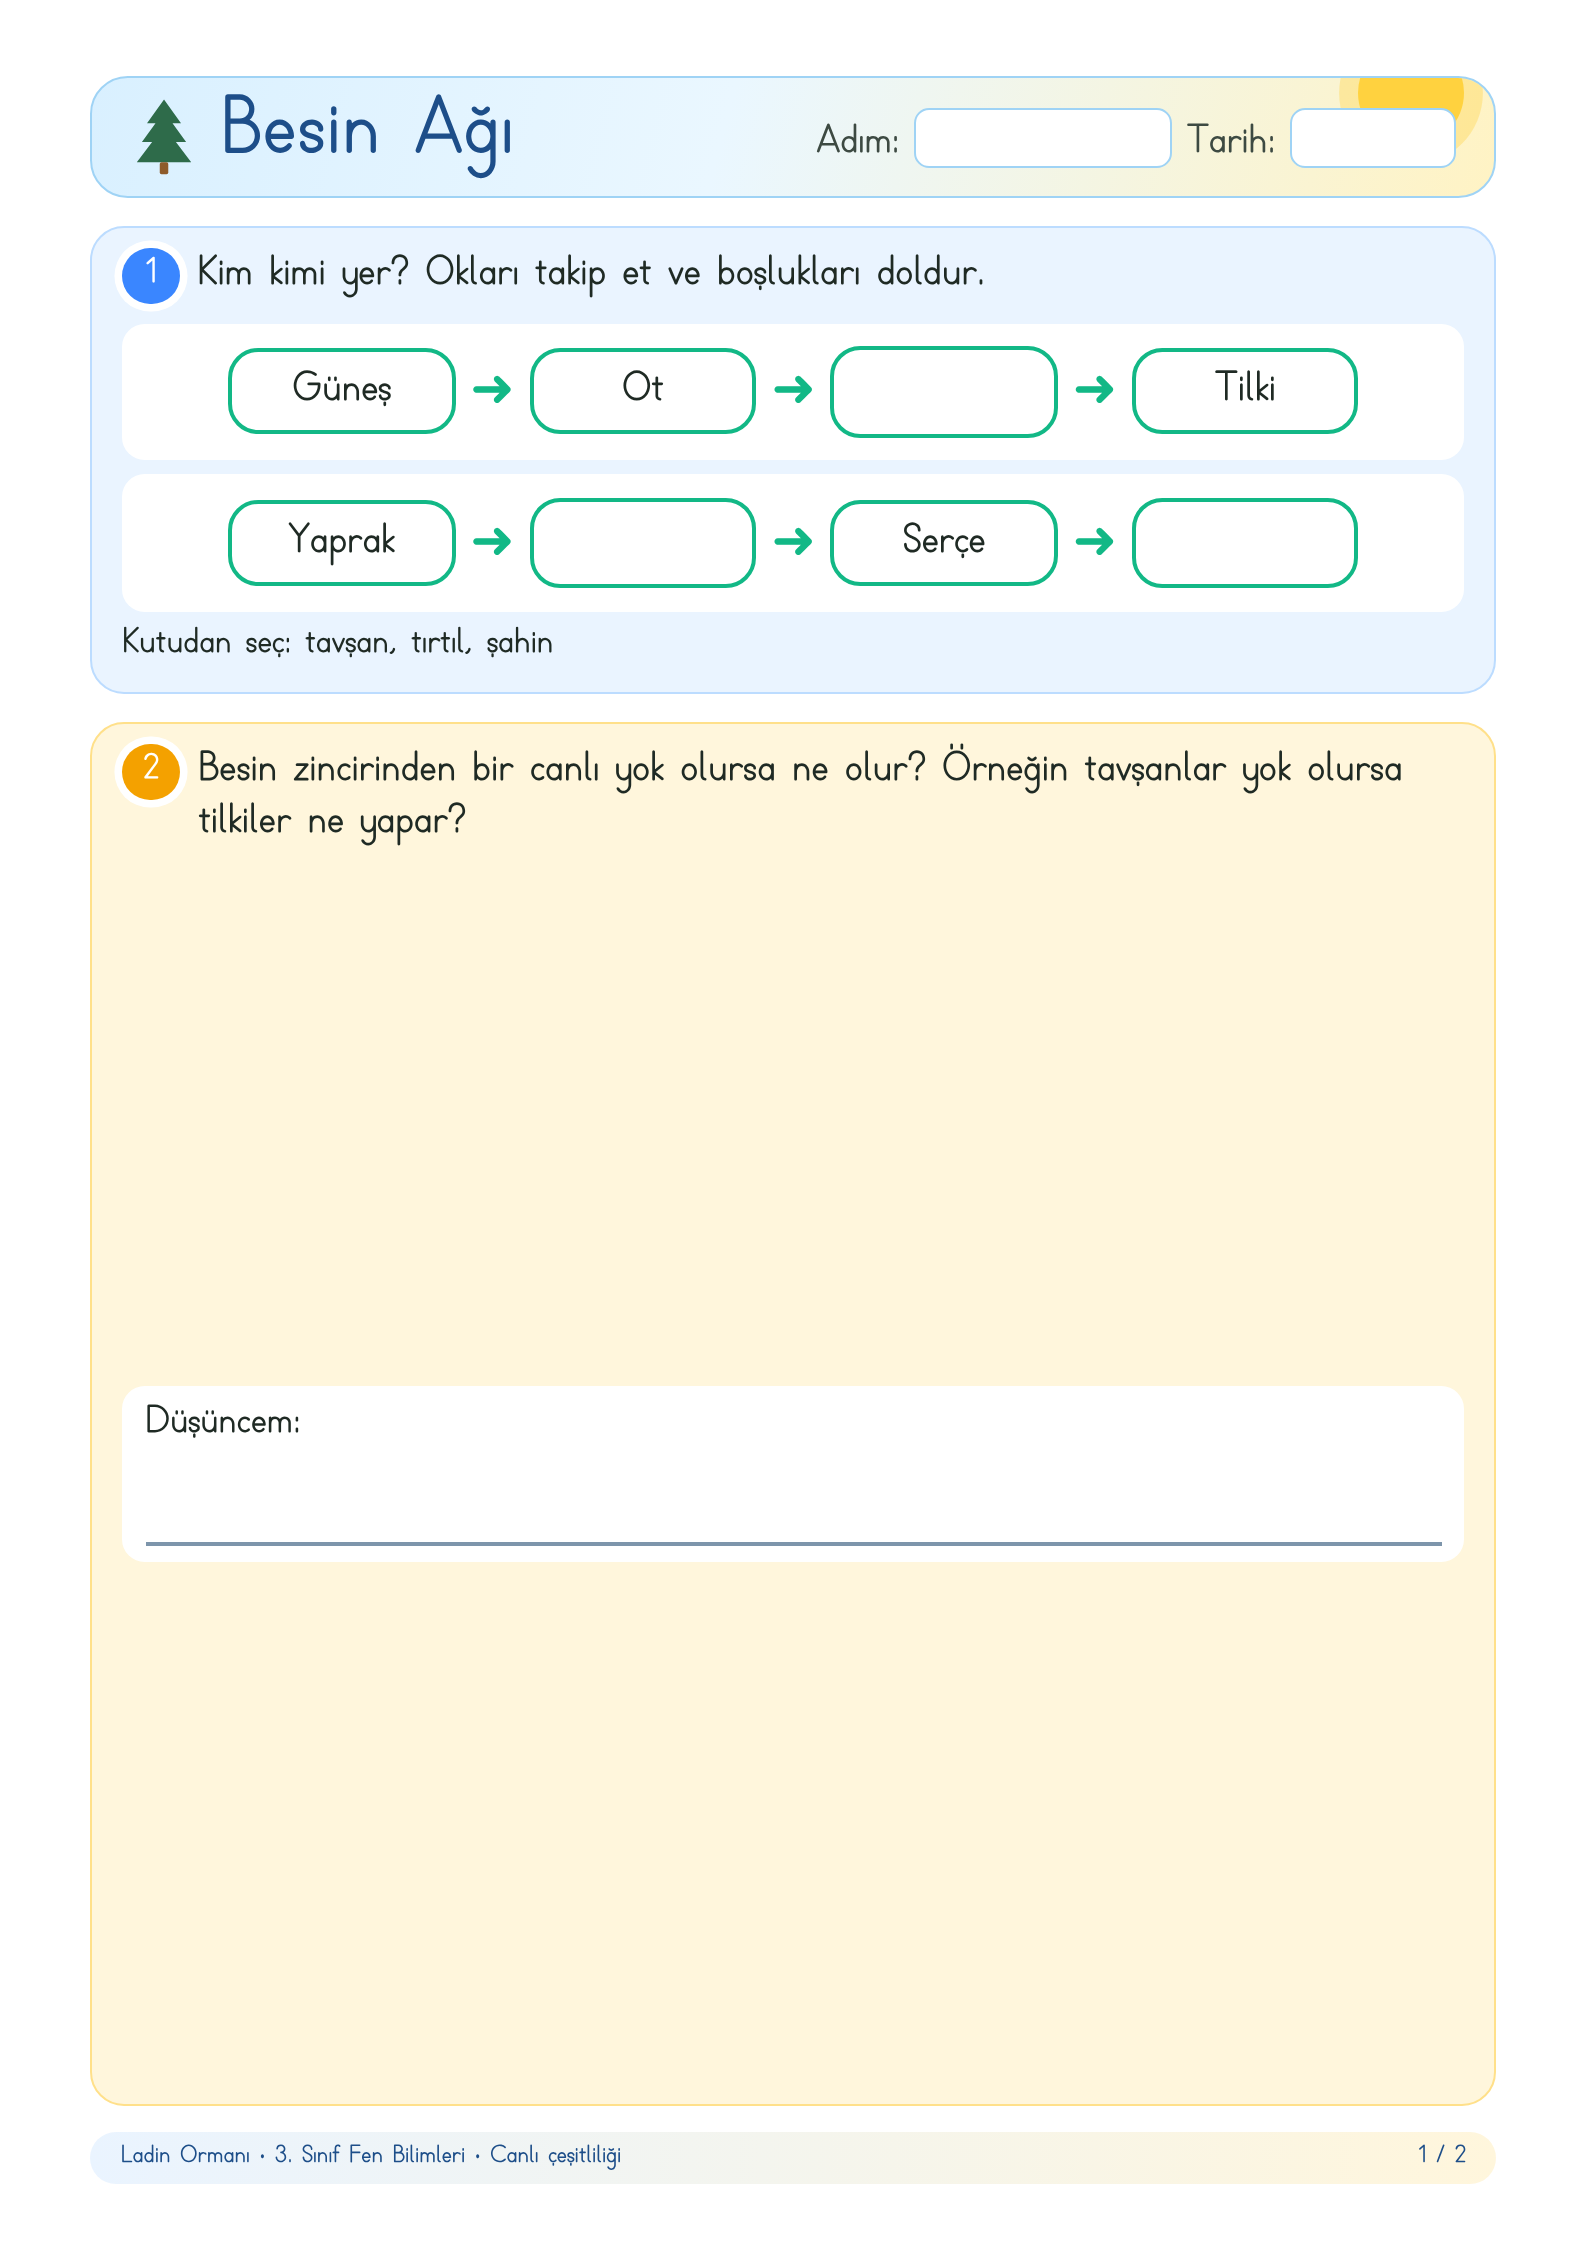 Besin Ağı
Adım:
Tarih:
1
Kim kimi yer? Okları takip et ve boşlukları doldur.
Güneş
Ot
Tilki
Yaprak
Serçe
Kutudan seç: tavşan, tırtıl, şahin
2
Besin zincirinden bir canlı yok olursa ne olur? Örneğin tavşanlar yok olursa
tilkiler ne yapar?
Düşüncem:
Ladin Ormanı • 3. Sınıf Fen Bilimleri • Canlı çeşitliliği
1 / 2